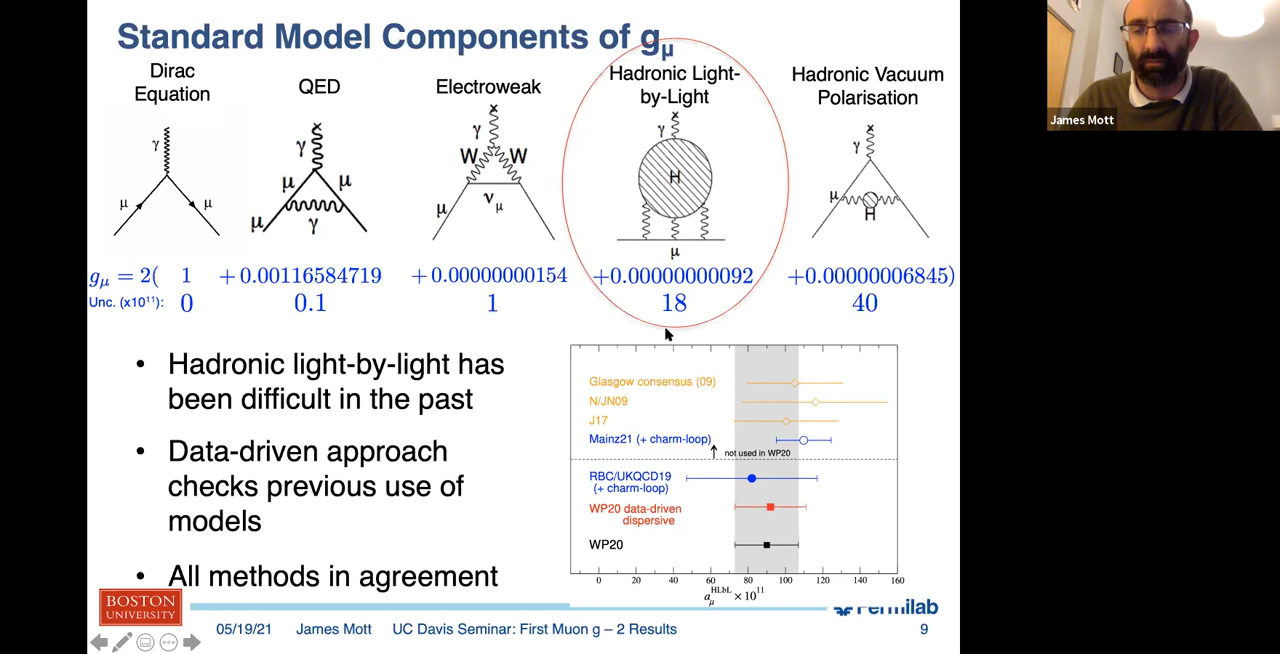 Standard Model Components of gμ
Dirac
Equation
QED
Electroweak
Hadronic Light-
by-Light
Hadronic Vacuum
Polarisation
γ
μ
μ
γ
μ
μ
μ
γ
γ
W
W
μ
νμ
γ
H
μ
γ
μ
H
gμ = 2( 1 +0.00116584719 +0.00000000154 +0.00000000092 +0.00000006845)
Unc. (x10¹¹): 0 0.1 1 18 40
• Hadronic light-by-light has
been difficult in the past
• Data-driven approach
checks previous use of
models
• All methods in agreement
Glasgow consensus (09)
N/JN09
J17
Mainz21 (+ charm-loop)
not used in WP20
RBC/UKQCD19
(+ charm-loop)
WP20 data-driven
dispersive
WP20
0 20 40 60 80 100 120 140 160
aμHLbL × 10¹¹
BOSTON
UNIVERSITY
Fermilab
05/19/21 James Mott UC Davis Seminar: First Muon g – 2 Results 9
James Mott